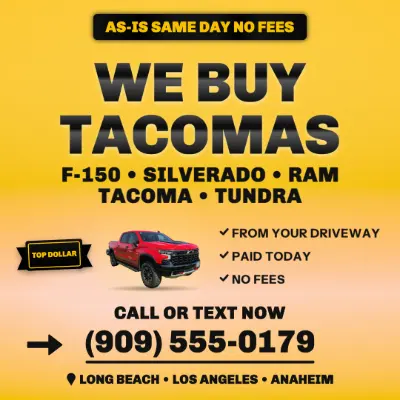 AS-IS SAME DAY NO FEES
WE BUY
TACOMAS
F-150 • SILVERADO • RAM
TACOMA • TUNDRA
TOP DOLLAR
✓ FROM YOUR DRIVEWAY
✓ PAID TODAY
✓ NO FEES
CALL OR TEXT NOW
(909) 555-0179
LONG BEACH • LOS ANGELES • ANAHEIM